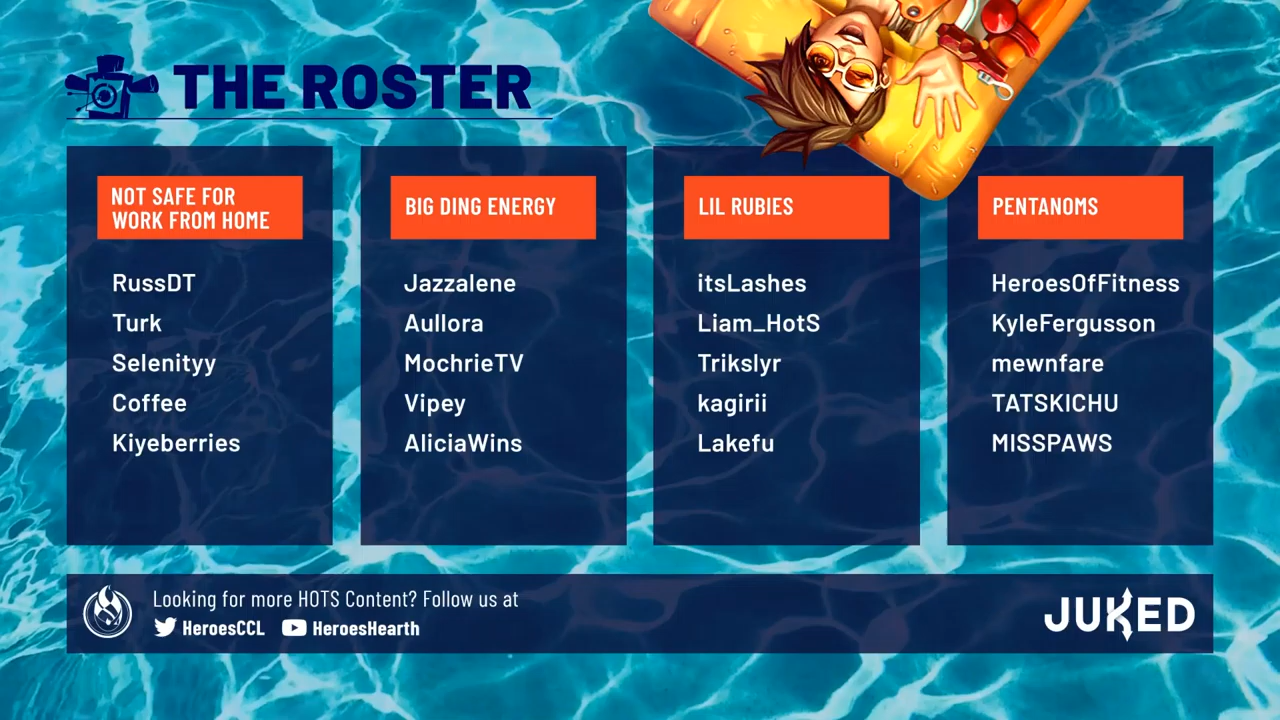 THE ROSTER
NOT SAFE FOR
WORK FROM HOME
RussDT
Turk
Selenityy
Coffee
Kiyeberries
BIG DING ENERGY
Jazzalene
Aullora
MochrieTV
Vipey
AliciaWins
LIL RUBIES
itsLashes
Liam_HotS
Trikslyr
kagirii
Lakefu
PENTANOMS
HeroesOfFitness
KyleFergusson
mewnfare
TATSKICHU
MISSPAWS
Looking for more HOTS Content? Follow us at
HeroesCCL HeroesHearth
JUKED